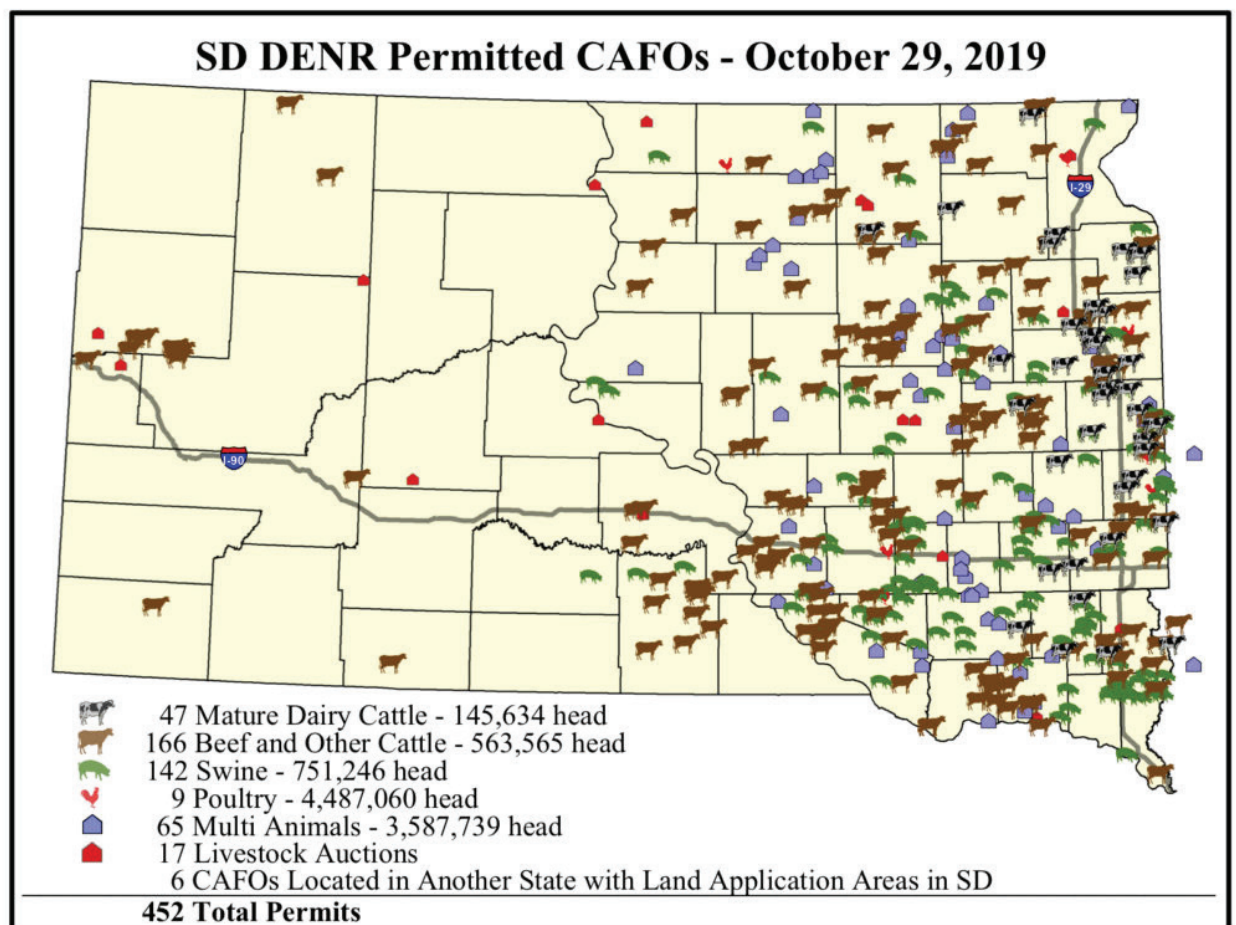 SD DENR Permitted CAFOs - October 29, 2019
I-29
I-90
47 Mature Dairy Cattle - 145,634 head
166 Beef and Other Cattle - 563,565 head
142 Swine - 751,246 head
9 Poultry - 4,487,060 head
65 Multi Animals - 3,587,739 head
17 Livestock Auctions
6 CAFOs Located in Another State with Land Application Areas in SD
452 Total Permits